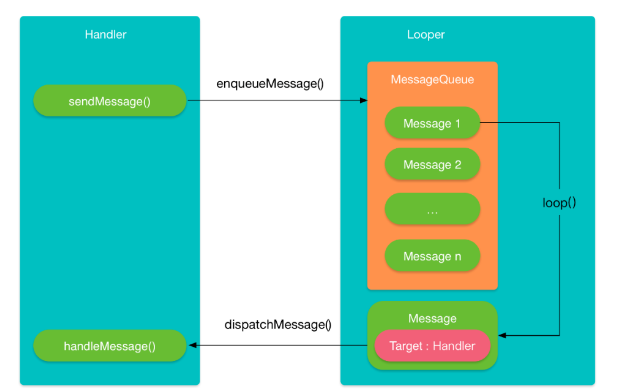 Handler
Looper
sendMessage()
enqueueMessage()
MessageQueue
Message 1
Message 2
...
Message n
loop()
dispatchMessage()
handleMessage()
Message
Target : Handler